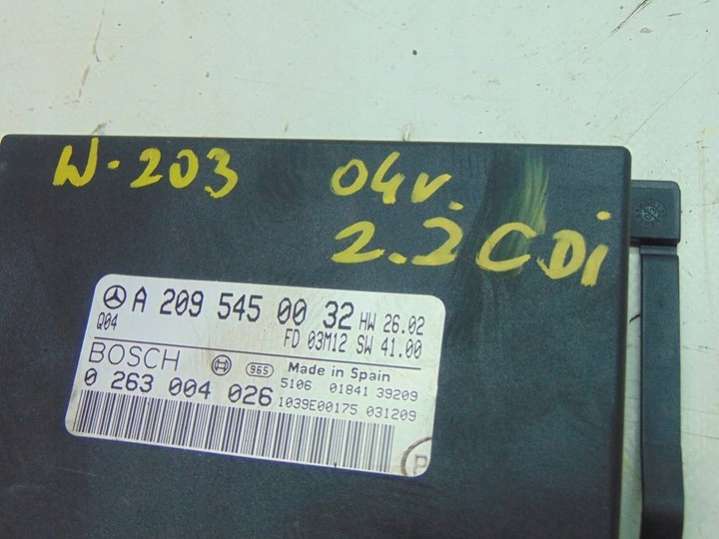 W-203 04v.
2.2 CDi
A 209 545 00 32 HW 26.02
Q04 FD 03M12 SW 41.00
BOSCH 965 Made in Spain
0 263 004 026 5106 01841 39209
1039E00175 031209
P